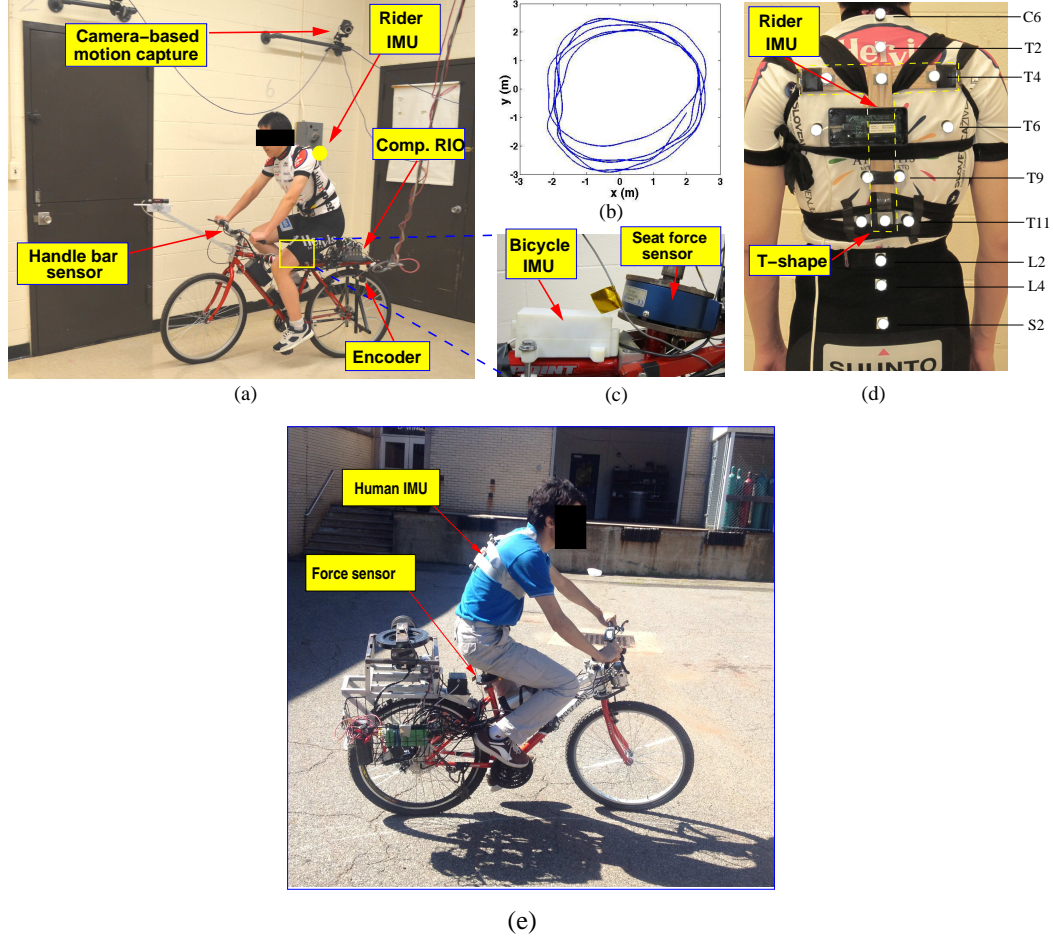 Camera−based
motion capture
Rider
IMU
Comp. RIO
Handle bar
sensor
Encoder
(a)
3
2
1
0
−1
−2
−3
y (m)
−3
−2
−1
0
1
2
3
x (m)
(b)
Bicycle
IMU
Seat force
sensor
POINT
(c)
Rider
IMU
T−shape
SUUNTO
C6
T2
T4
T6
T9
T11
L2
L4
S2
(d)
Human IMU
Force sensor
(e)